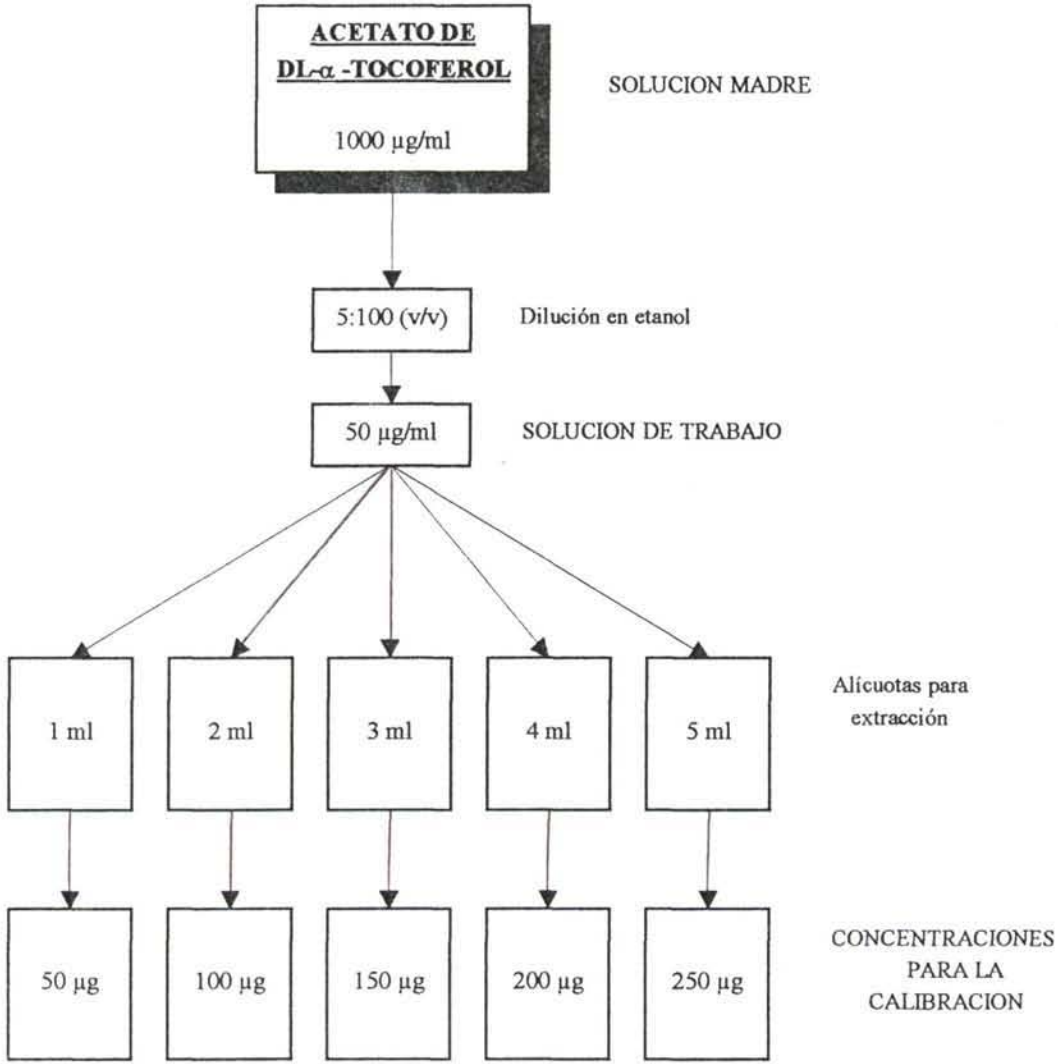 ACETATO DE
DL-α -TOCOFEROL
1000 µg/ml
SOLUCION MADRE
5:100 (v/v)
Dilución en etanol
50 µg/ml
SOLUCION DE TRABAJO
1 ml
2 ml
3 ml
4 ml
5 ml
Alícuotas para
extracción
50 µg
100 µg
150 µg
200 µg
250 µg
CONCENTRACIONES
PARA LA
CALIBRACION